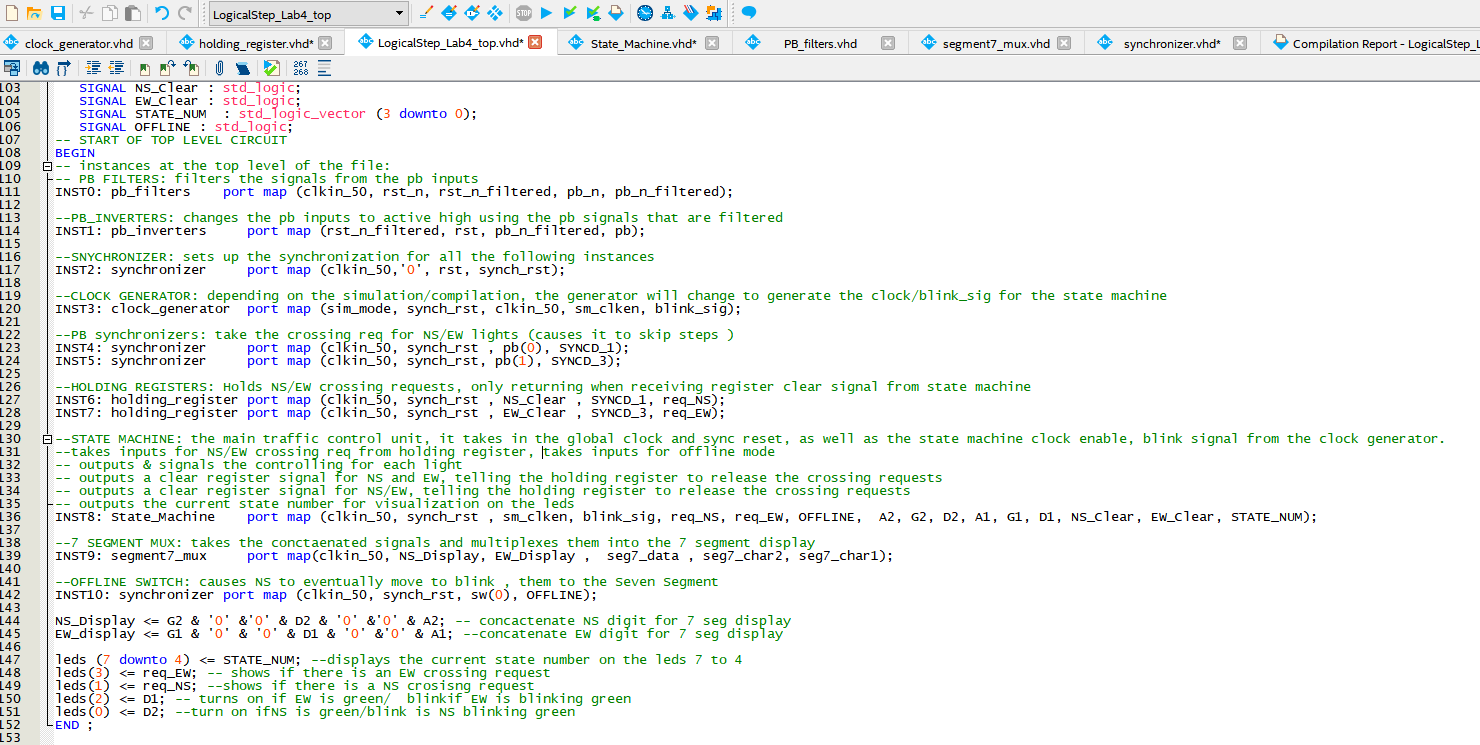 LogicalStep_Lab4_top
clock_generator.vhd holding_register.vhd* LogicalStep_Lab4_top.vhd* State_Machine.vhd* PB_filters.vhd segment7_mux.vhd synchronizer.vhd* Compilation Report - LogicalStep_L
267
268
103 SIGNAL NS_Clear : std_logic;
104 SIGNAL EW_Clear : std_logic;
105 SIGNAL STATE_NUM  : std_logic_vector (3 downto 0);
106 SIGNAL OFFLINE : std_logic;
107 -- START OF TOP LEVEL CIRCUIT
108 BEGIN
109 -- instances at the top level of the file:
110 -- PB FILTERS: filters the signals from the pb inputs
111 INST0: pb_filters    port map (clkin_50, rst_n, rst_n_filtered, pb_n, pb_n_filtered);
112
113 --PB_INVERTERS: changes the pb inputs to active high using the pb signals that are filtered
114 INST1: pb_inverters     port map (rst_n_filtered, rst, pb_n_filtered, pb);
115
116 --SNYCHRONIZER: sets up the synchronization for all the following instances
117 INST2: synchronizer     port map (clkin_50,'0', rst, synch_rst);
118
119 --CLOCK GENERATOR: depending on the simulation/compilation, the generator will change to generate the clock/blink_sig for the state machine
120 INST3: clock_generator  port map (sim_mode, synch_rst, clkin_50, sm_clken, blink_sig);
121
122 --PB synchronizers: take the crossing req for NS/EW lights (causes it to skip steps )
123 INST4: synchronizer     port map (clkin_50, synch_rst , pb(0), SYNCD_1);
124 INST5: synchronizer     port map (clkin_50, synch_rst, pb(1), SYNCD_3);
125
126 --HOLDING REGISTERS: Holds NS/EW crossing requests, only returning when receiving register clear signal from state machine
127 INST6: holding_register port map (clkin_50, synch_rst , NS_Clear , SYNCD_1, req_NS);
128 INST7: holding_register port map (clkin_50, synch_rst , EW_Clear , SYNCD_3, req_EW);
129
130 --STATE MACHINE: the main traffic control unit, it takes in the global clock and sync reset, as well as the state machine clock enable, blink signal from the clock generator.
131 --takes inputs for NS/EW crossing req from holding register, takes inputs for offline mode
132 -- outputs & signals the controlling for each light
133 -- outputs a clear register signal for NS and EW, telling the holding register to release the crossing requests
134 -- outputs a clear register signal for NS/EW, telling the holding register to release the crossing requests
135 -- outputs the current state number for visualization on the leds
136 INST8: State_Machine    port map (clkin_50, synch_rst , sm_clken, blink_sig, req_NS, req_EW, OFFLINE,  A2, G2, D2, A1, G1, D1, NS_Clear, EW_Clear, STATE_NUM);
137
138 --7 SEGMENT MUX: takes the conctaenated signals and multiplexes them into the 7 segment display
139 INST9: segment7_mux     port map(clkin_50, NS_Display, EW_Display ,  seg7_data , seg7_char2, seg7_char1);
140
141 --OFFLINE SWITCH: causes NS to eventually move to blink , them to the Seven Segment
142 INST10: synchronizer port map (clkin_50, synch_rst, sw(0), OFFLINE);
143
144 NS_Display <= G2 & '0' &'0' & D2 & '0' &'0' & A2; -- concactenate NS digit for 7 seg display
145 EW_display <= G1 & '0' & '0' & D1 & '0' &'0' & A1; --concatenate EW digit for 7 seg display
146
147 leds (7 downto 4) <= STATE_NUM; --displays the current state number on the leds 7 to 4
148 leds(3) <= req_EW; -- shows if there is an EW crossing request
149 leds(1) <= req_NS; --shows if there is a NS crosisng request
150 leds(2) <= D1; -- turns on if EW is green/  blinkif EW is blinking green
151 leds(0) <= D2; --turn on ifNS is green/blink is NS blinking green
152 END ;
153